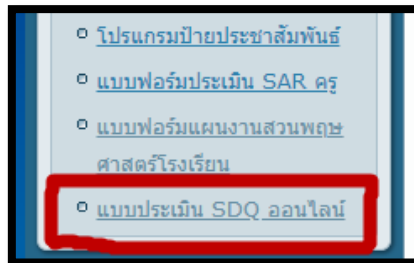 โปรแกรมป้ายประชาสัมพันธ์
แบบฟอร์มประเมิน SAR ครู
แบบฟอร์มแผนงานสวนพฤษ
ศาสตร์โรงเรียน
แบบประเมิน SDQ ออนไลน์